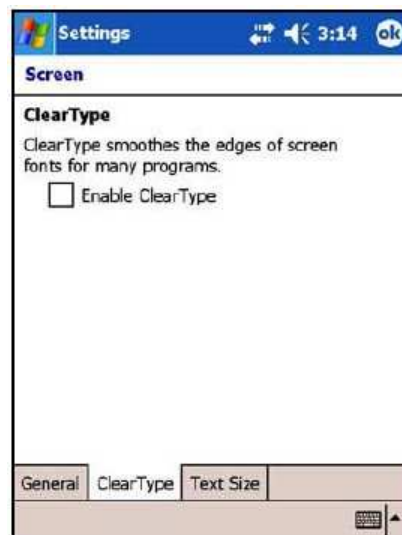 Settings 3:14 ok
Screen
ClearType
ClearType smoothes the edges of screen
fonts for many programs.
Enable ClearType
General ClearType Text Size